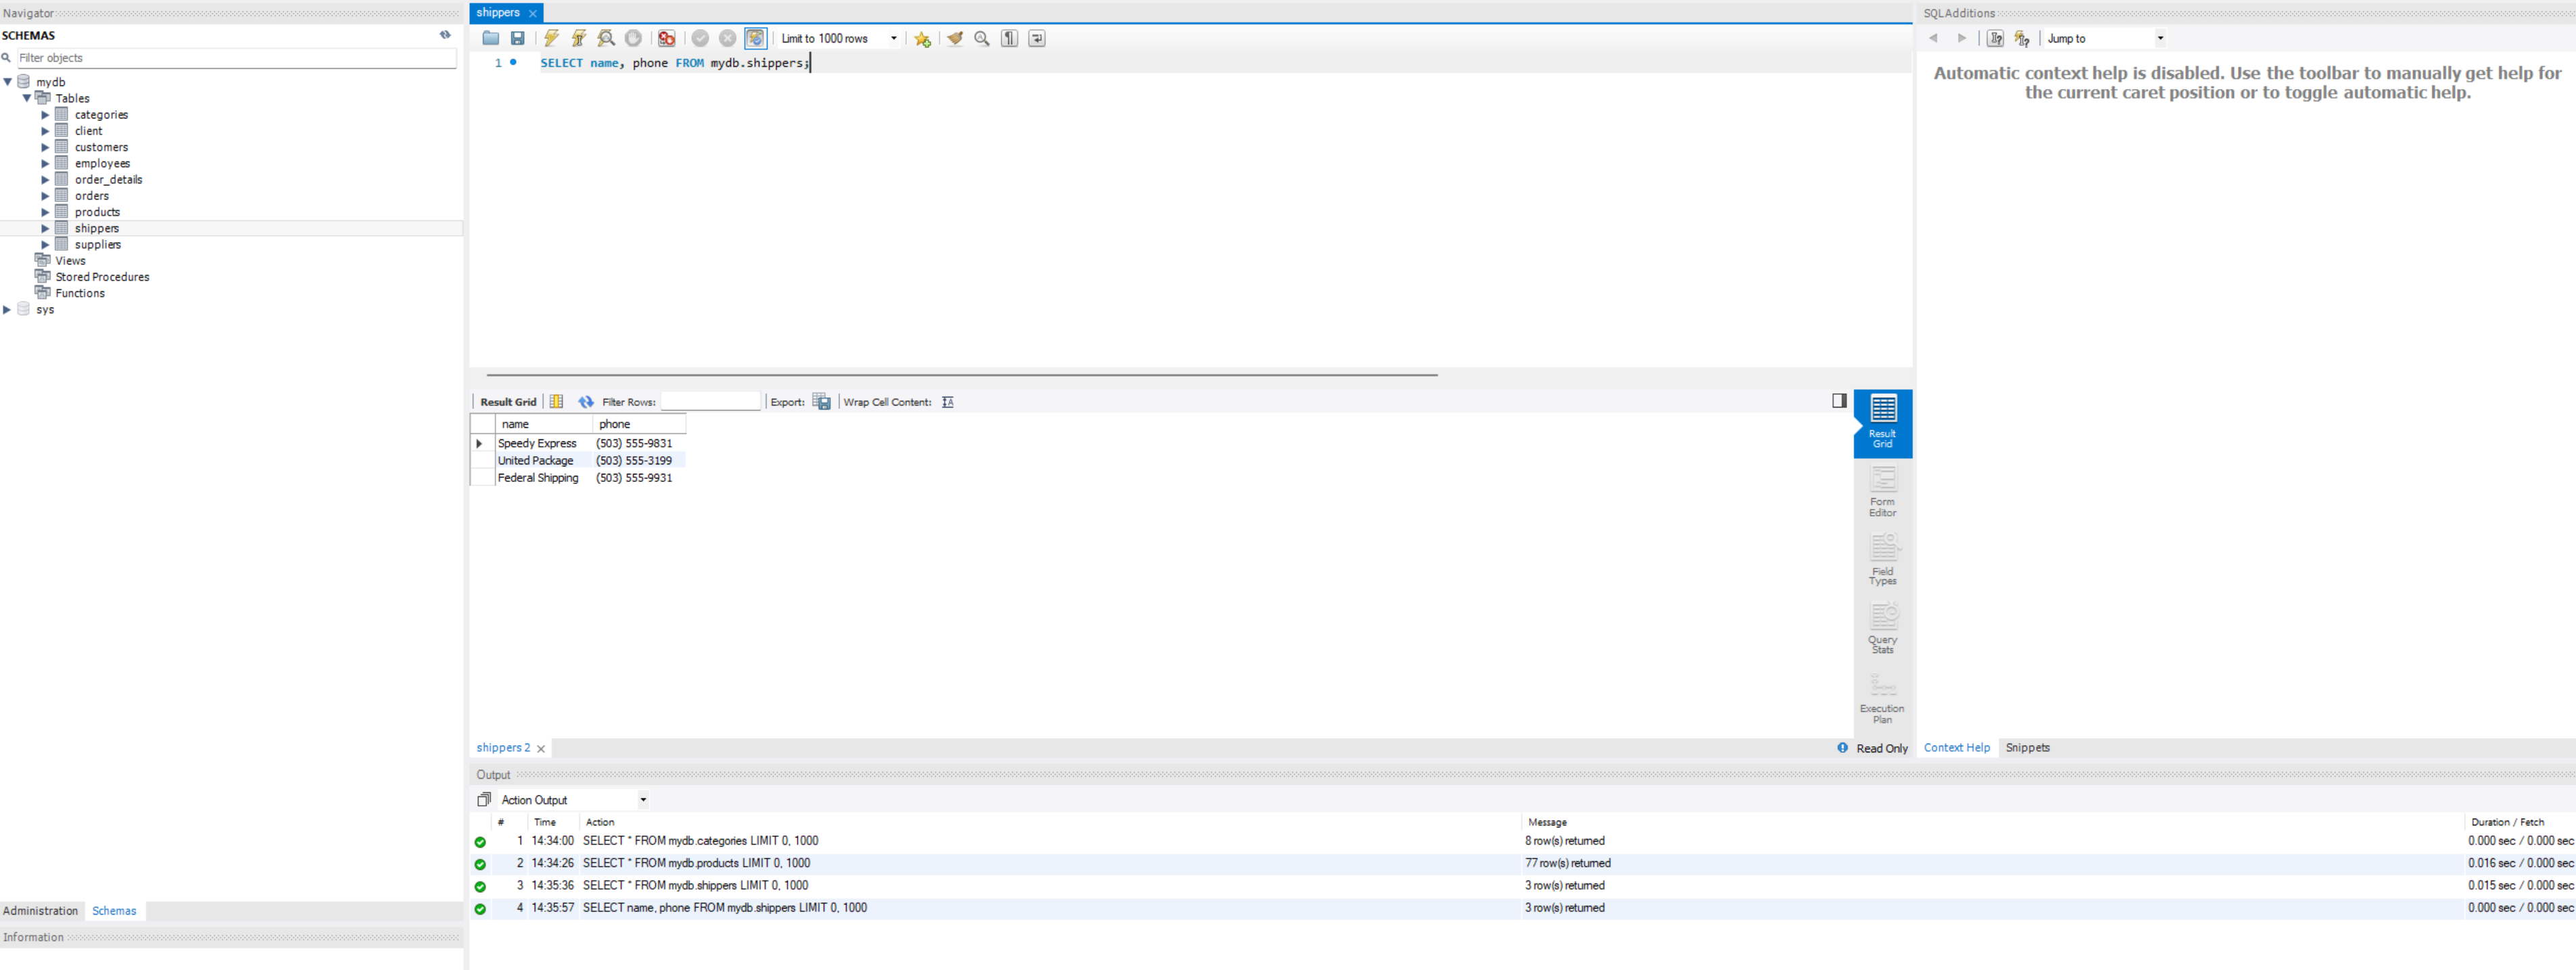 Navigator
SCHEMAS
Filter objects
mydb
Tables
categories
client
customers
employees
order_details
orders
products
shippers
suppliers
Views
Stored Procedures
Functions
sys
Administration Schemas
Information
shippers
Limit to 1000 rows
1 SELECT name, phone FROM mydb.shippers;
Result Grid Filter Rows: Export: Wrap Cell Content:
name phone
Speedy Express (503) 555-9831
United Package (503) 555-3199
Federal Shipping (503) 555-9931
Result
Grid
Form
Editor
Field
Types
Query
Stats
Execution
Plan
shippers 2
Read Only
SQLAdditions
Jump to
Automatic context help is disabled. Use the toolbar to manually get help for
the current caret position or to toggle automatic help.
Context Help Snippets
Output
Action Output
# Time Action Message Duration / Fetch
1 14:34:00 SELECT * FROM mydb.categories LIMIT 0, 1000 8 row(s) returned 0.000 sec / 0.000 sec
2 14:34:26 SELECT * FROM mydb.products LIMIT 0, 1000 77 row(s) returned 0.016 sec / 0.000 sec
3 14:35:36 SELECT * FROM mydb.shippers LIMIT 0, 1000 3 row(s) returned 0.015 sec / 0.000 sec
4 14:35:57 SELECT name, phone FROM mydb.shippers LIMIT 0, 1000 3 row(s) returned 0.000 sec / 0.000 sec